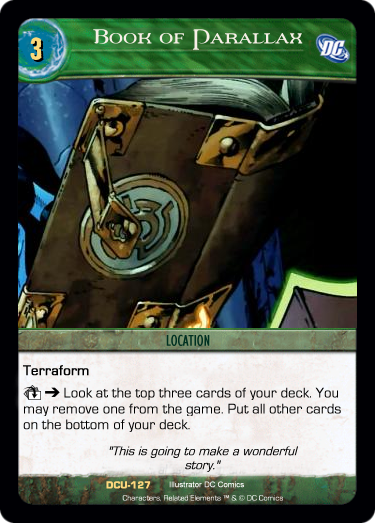 3
Book of Parallax
DC
LOCATION
Terraform
➔ Look at the top three cards of your deck. You
may remove one from the game. Put all other cards
on the bottom of your deck.
"This is going to make a wonderful
story."
DCU-127 Illustrator DC Comics
Characters, Related Elements ™ & © DC Comics